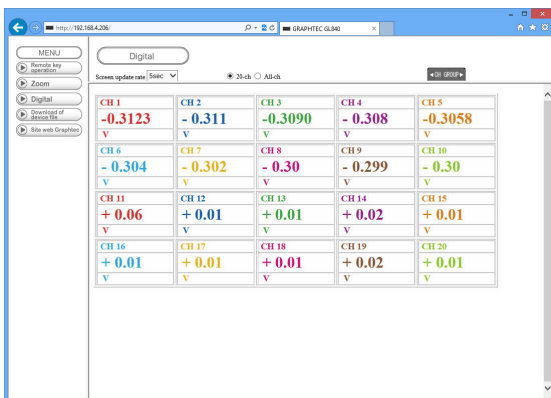 http://192.168.4.206/
GRAPHTEC GL840
MENU
Remote key operation
Zoom
Digital
Download of device file
Site web Graphtec
Digital
Screen update rate 5sec
20-ch All-ch
◄CH GROUP►
CH 1 CH 2 CH 3 CH 4 CH 5
-0.3123 - 0.311 -0.3090 - 0.308 -0.3058
V V V V V
CH 6 CH 7 CH 8 CH 9 CH 10
- 0.304 - 0.302 - 0.30 - 0.299 - 0.30
V V V V V
CH 11 CH 12 CH 13 CH 14 CH 15
+ 0.06 + 0.01 + 0.01 + 0.02 + 0.01
V V V V V
CH 16 CH 17 CH 18 CH 19 CH 20
+ 0.01 + 0.01 + 0.01 + 0.02 + 0.01
V V V V V